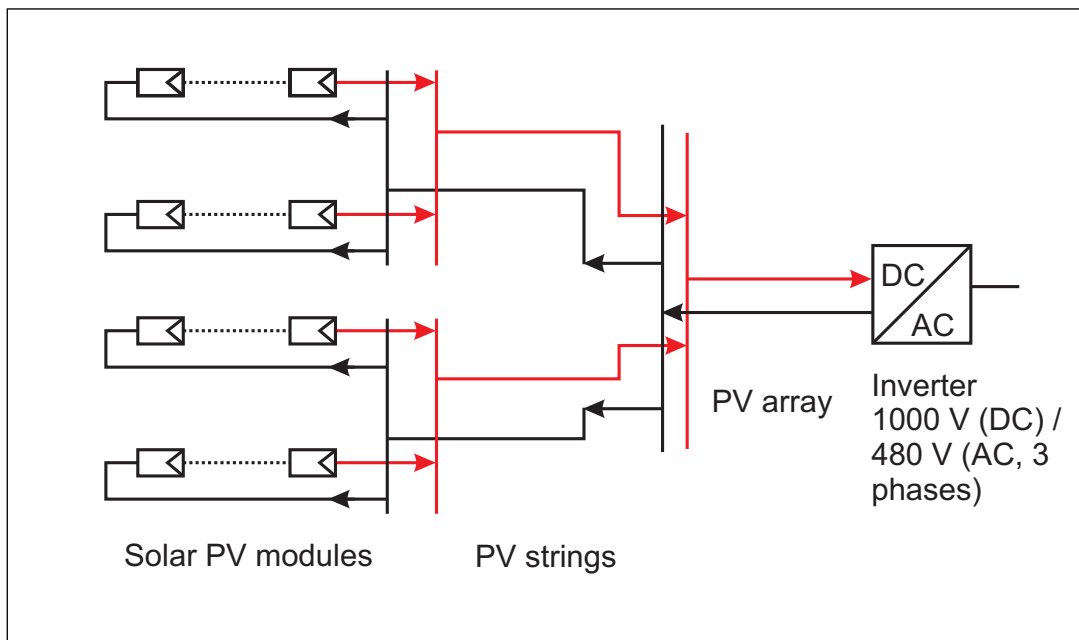 DC
AC
PV array
Inverter
1000 V (DC) /
480 V (AC, 3
phases)
Solar PV modules
PV strings